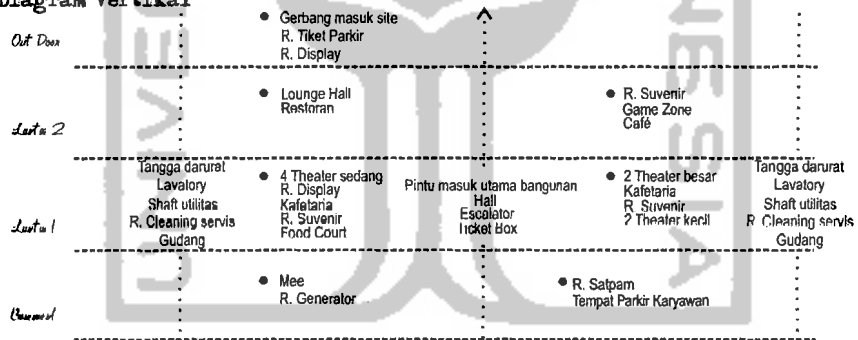 Diagram Vertikal
Out Door
Gerbang masuk site
R. Tiket Parkir
R. Display
Lantai 2
Lounge Hall
Restoran
R. Suvenir
Game Zone
Café
Lantai 1
Tangga darurat
Lavatory
Shaft utilitas
R. Cleaning servis
Gudang
4 Theater sedang
R. Display
Kafetaria
R. Suvenir
Food Court
Pintu masuk utama bangunan
Hall
Escalator
Ticket Box
2 Theater besar
Kafetaria
R. Suvenir
2 Theater kecil
Tangga darurat
Lavatory
Shaft utilitas
R. Cleaning servis
Gudang
Basement
Mee
R. Generator
R. Satpam
Tempat Parkir Karyawan